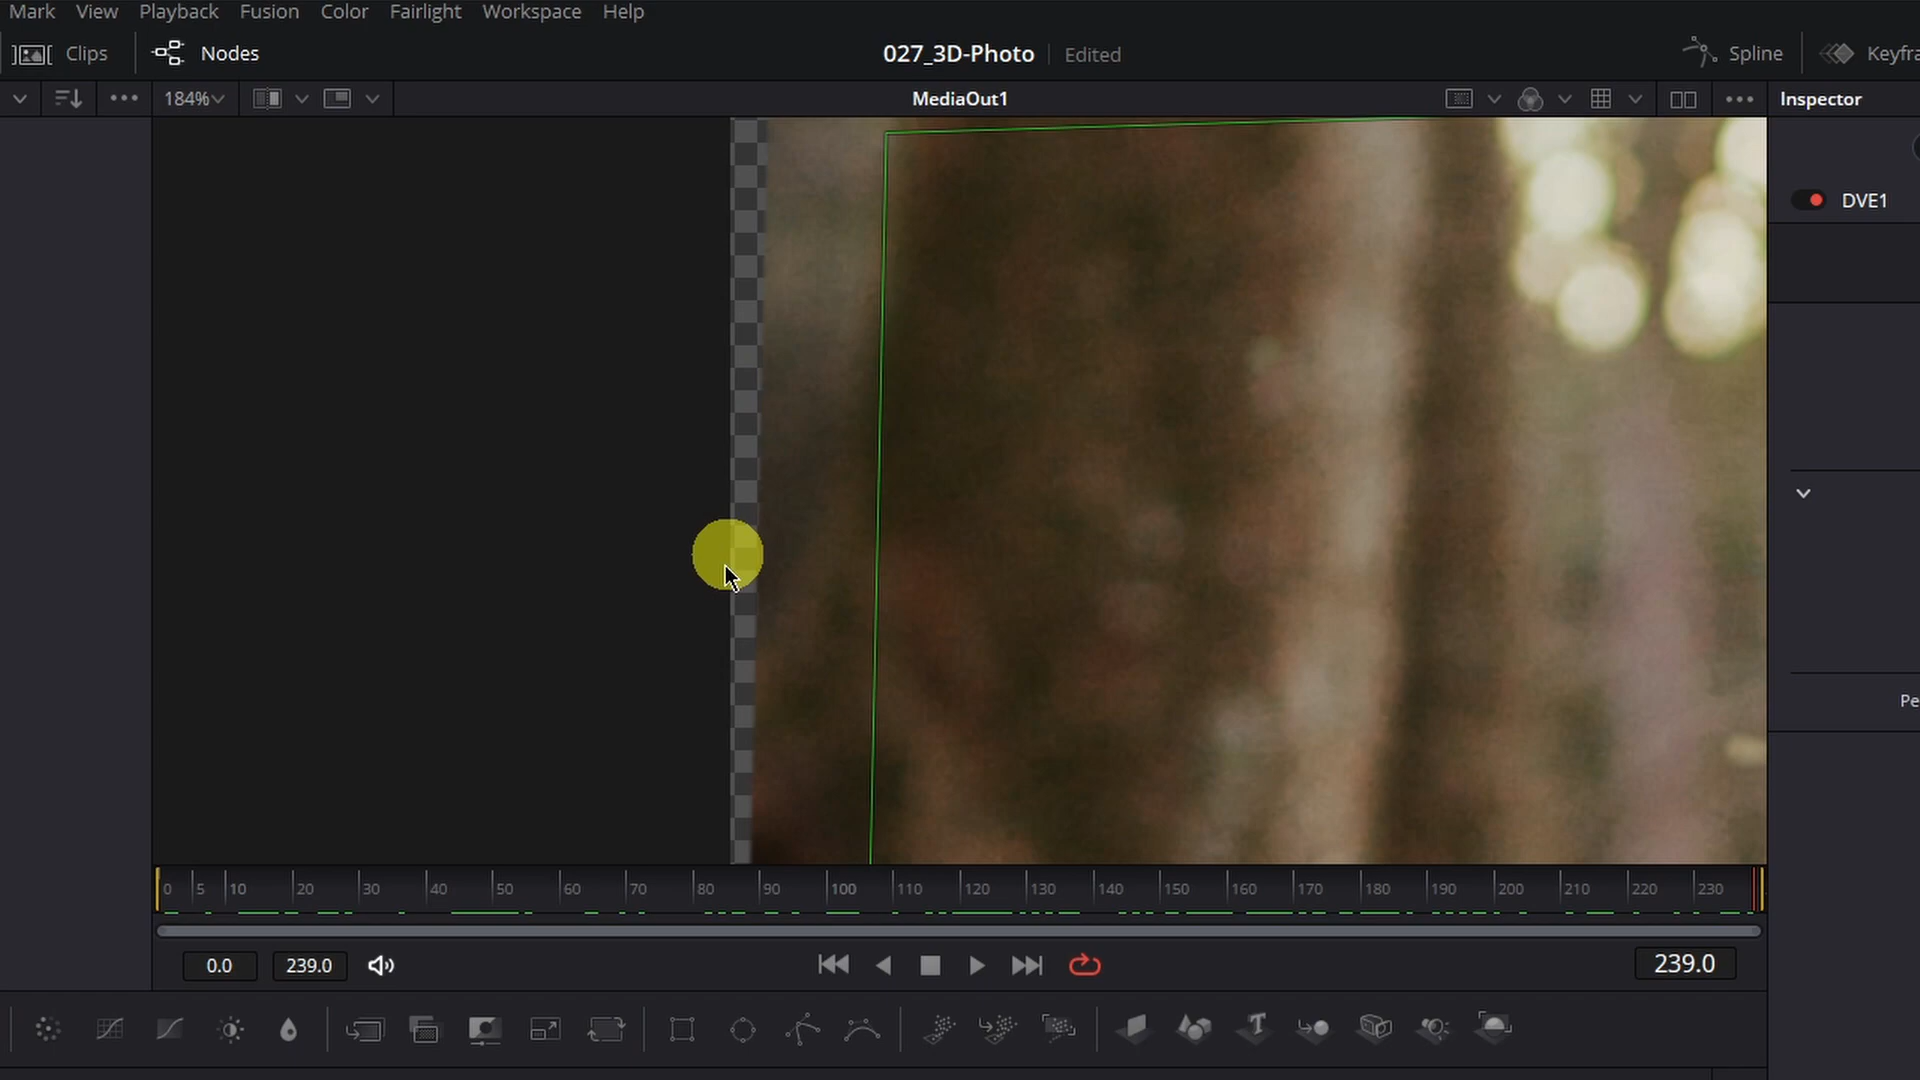 Mark View Playback Fusion Color Fairlight Workspace Help
Clips Nodes 027_3D-Photo Edited Spline Keyfra
184% MediaOut1 Inspector
DVE1
Pe
0 5 10 20 30 40 50 60 70 80 90 100 110 120 130 140 150 160 170 180 190 200 210 220 230
0.0 239.0 239.0